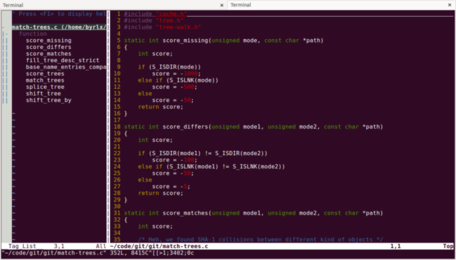 Terminal
Terminal
" Press <F1> to display hel
match-trees.c (/home/byrlx/
function
score_missing
score_differs
score_matches
fill_tree_desc_strict
base_name_entries_compa
score_trees
match_trees
splice_tree
shift_tree
shift_tree_by
1 #include "cache.h"
2 #include "tree.h"
3 #include "tree-walk.h"
4
5 static int score_missing(unsigned mode, const char *path)
6 {
7 int score;
8
9 if (S_ISDIR(mode))
10 score = -1000;
11 else if (S_ISLNK(mode))
12 score = -500;
13 else
14 score = -50;
15 return score;
16 }
17
18 static int score_differs(unsigned mode1, unsigned mode2, const char *path)
19 {
20 int score;
21
22 if (S_ISDIR(mode1) != S_ISDIR(mode2))
23 score = -100;
24 else if (S_ISLNK(mode1) != S_ISLNK(mode2))
25 score = -50;
26 else
27 score = -5;
28 return score;
29 }
30
31 static int score_matches(unsigned mode1, unsigned mode2, const char *path)
32 {
33 int score;
34
35 /* Heh, we found SHA-1 collisions between different kind of objects */
Tag_List 3,1 All
~/code/git/git/match-trees.c 1,1 Top
"~/code/git/git/match-trees.c" 352L, 8415C^[[>1;3402;0c